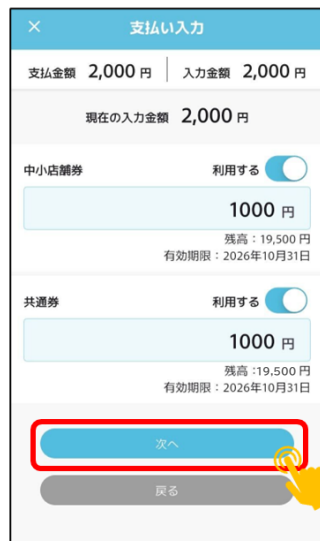 × 支払い入力
支払金額 2,000 円 入力金額 2,000 円
現在の入力金額 2,000 円
中小店舗券 利用する
1000 円
残高：19,500 円
有効期限：2026年10月31日
共通券 利用する
1000 円
残高：19,500 円
有効期限：2026年10月31日
次へ
戻る